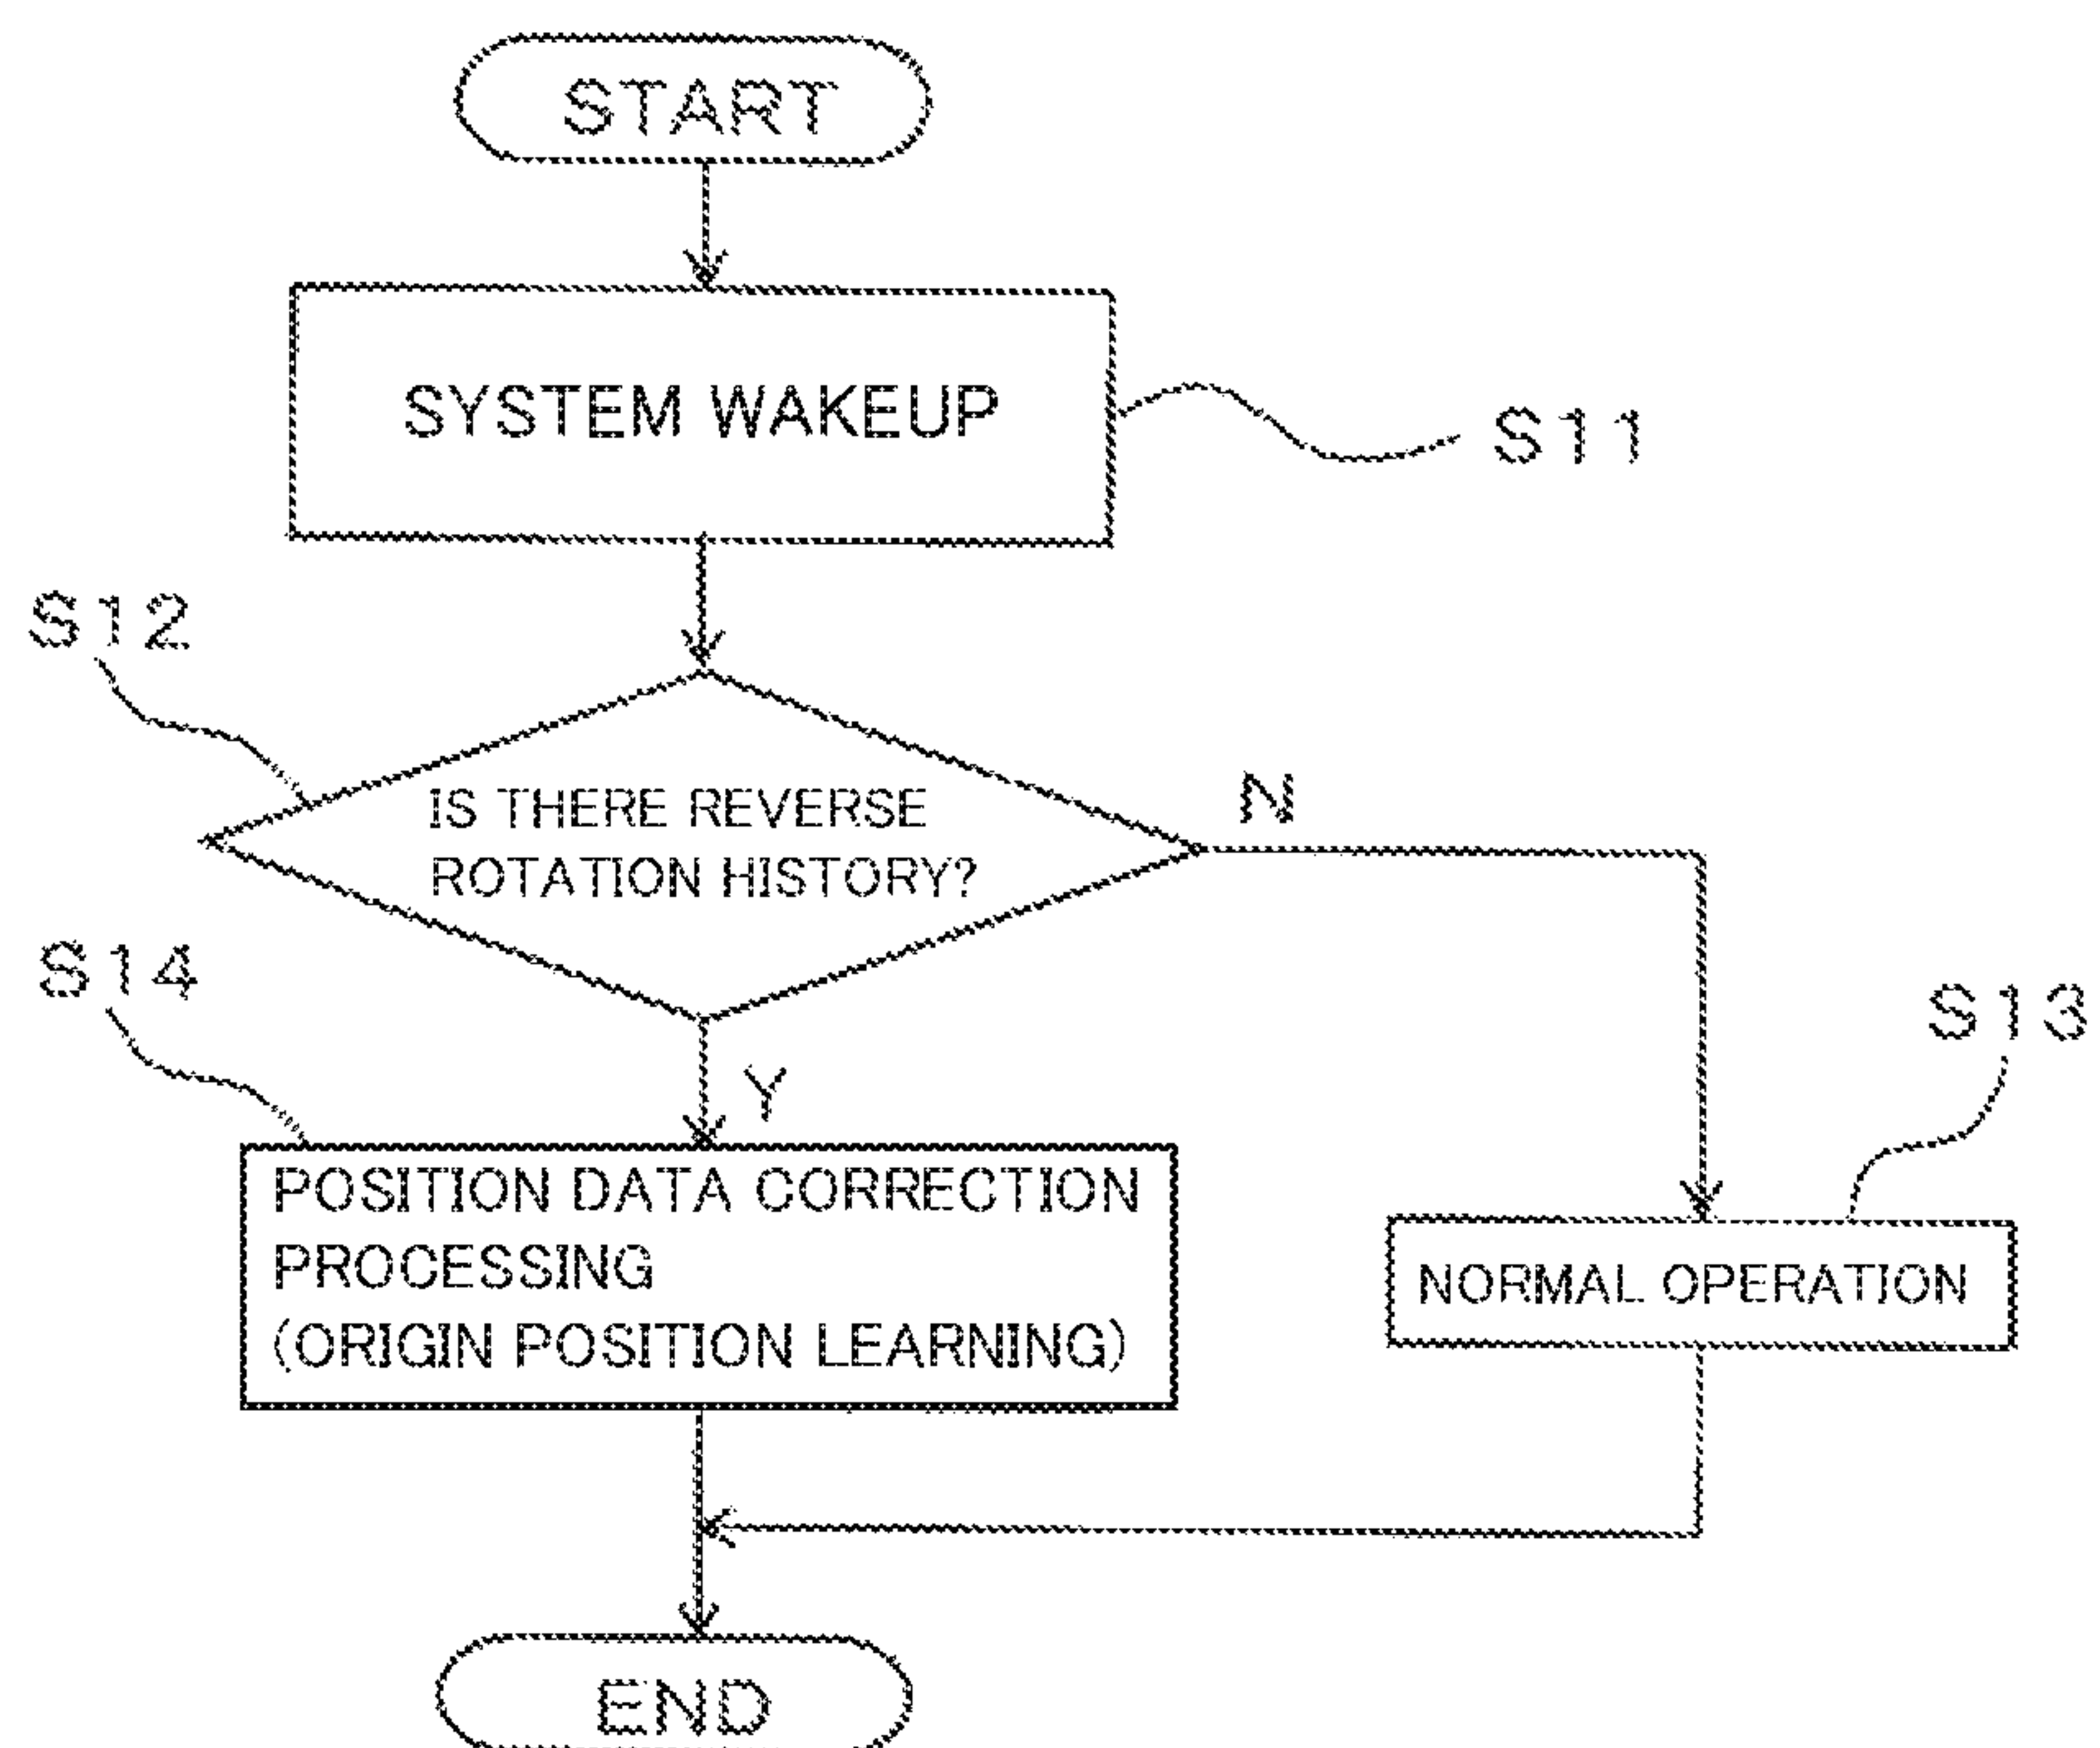 START
SYSTEM WAKEUP
S11
S12
IS THERE REVERSE
ROTATION HISTORY?
N
S14
Y
S13
POSITION DATA CORRECTION
PROCESSING
(ORIGIN POSITION LEARNING)
NORMAL OPERATION
END